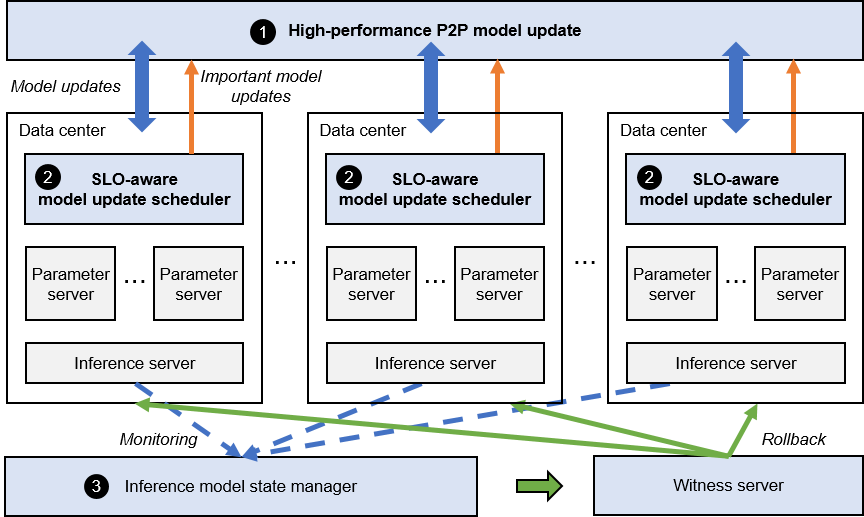 1 High-performance P2P model update
Model updates
Important model
updates
Data center
Data center
Data center
2 SLO-aware
model update scheduler
2 SLO-aware
model update scheduler
2 SLO-aware
model update scheduler
... ...
Parameter
server
...
Parameter
server
Parameter
server
...
Parameter
server
Parameter
server
...
Parameter
server
Inference server
Inference server
Inference server
Monitoring
Rollback
3 Inference model state manager
Witness server